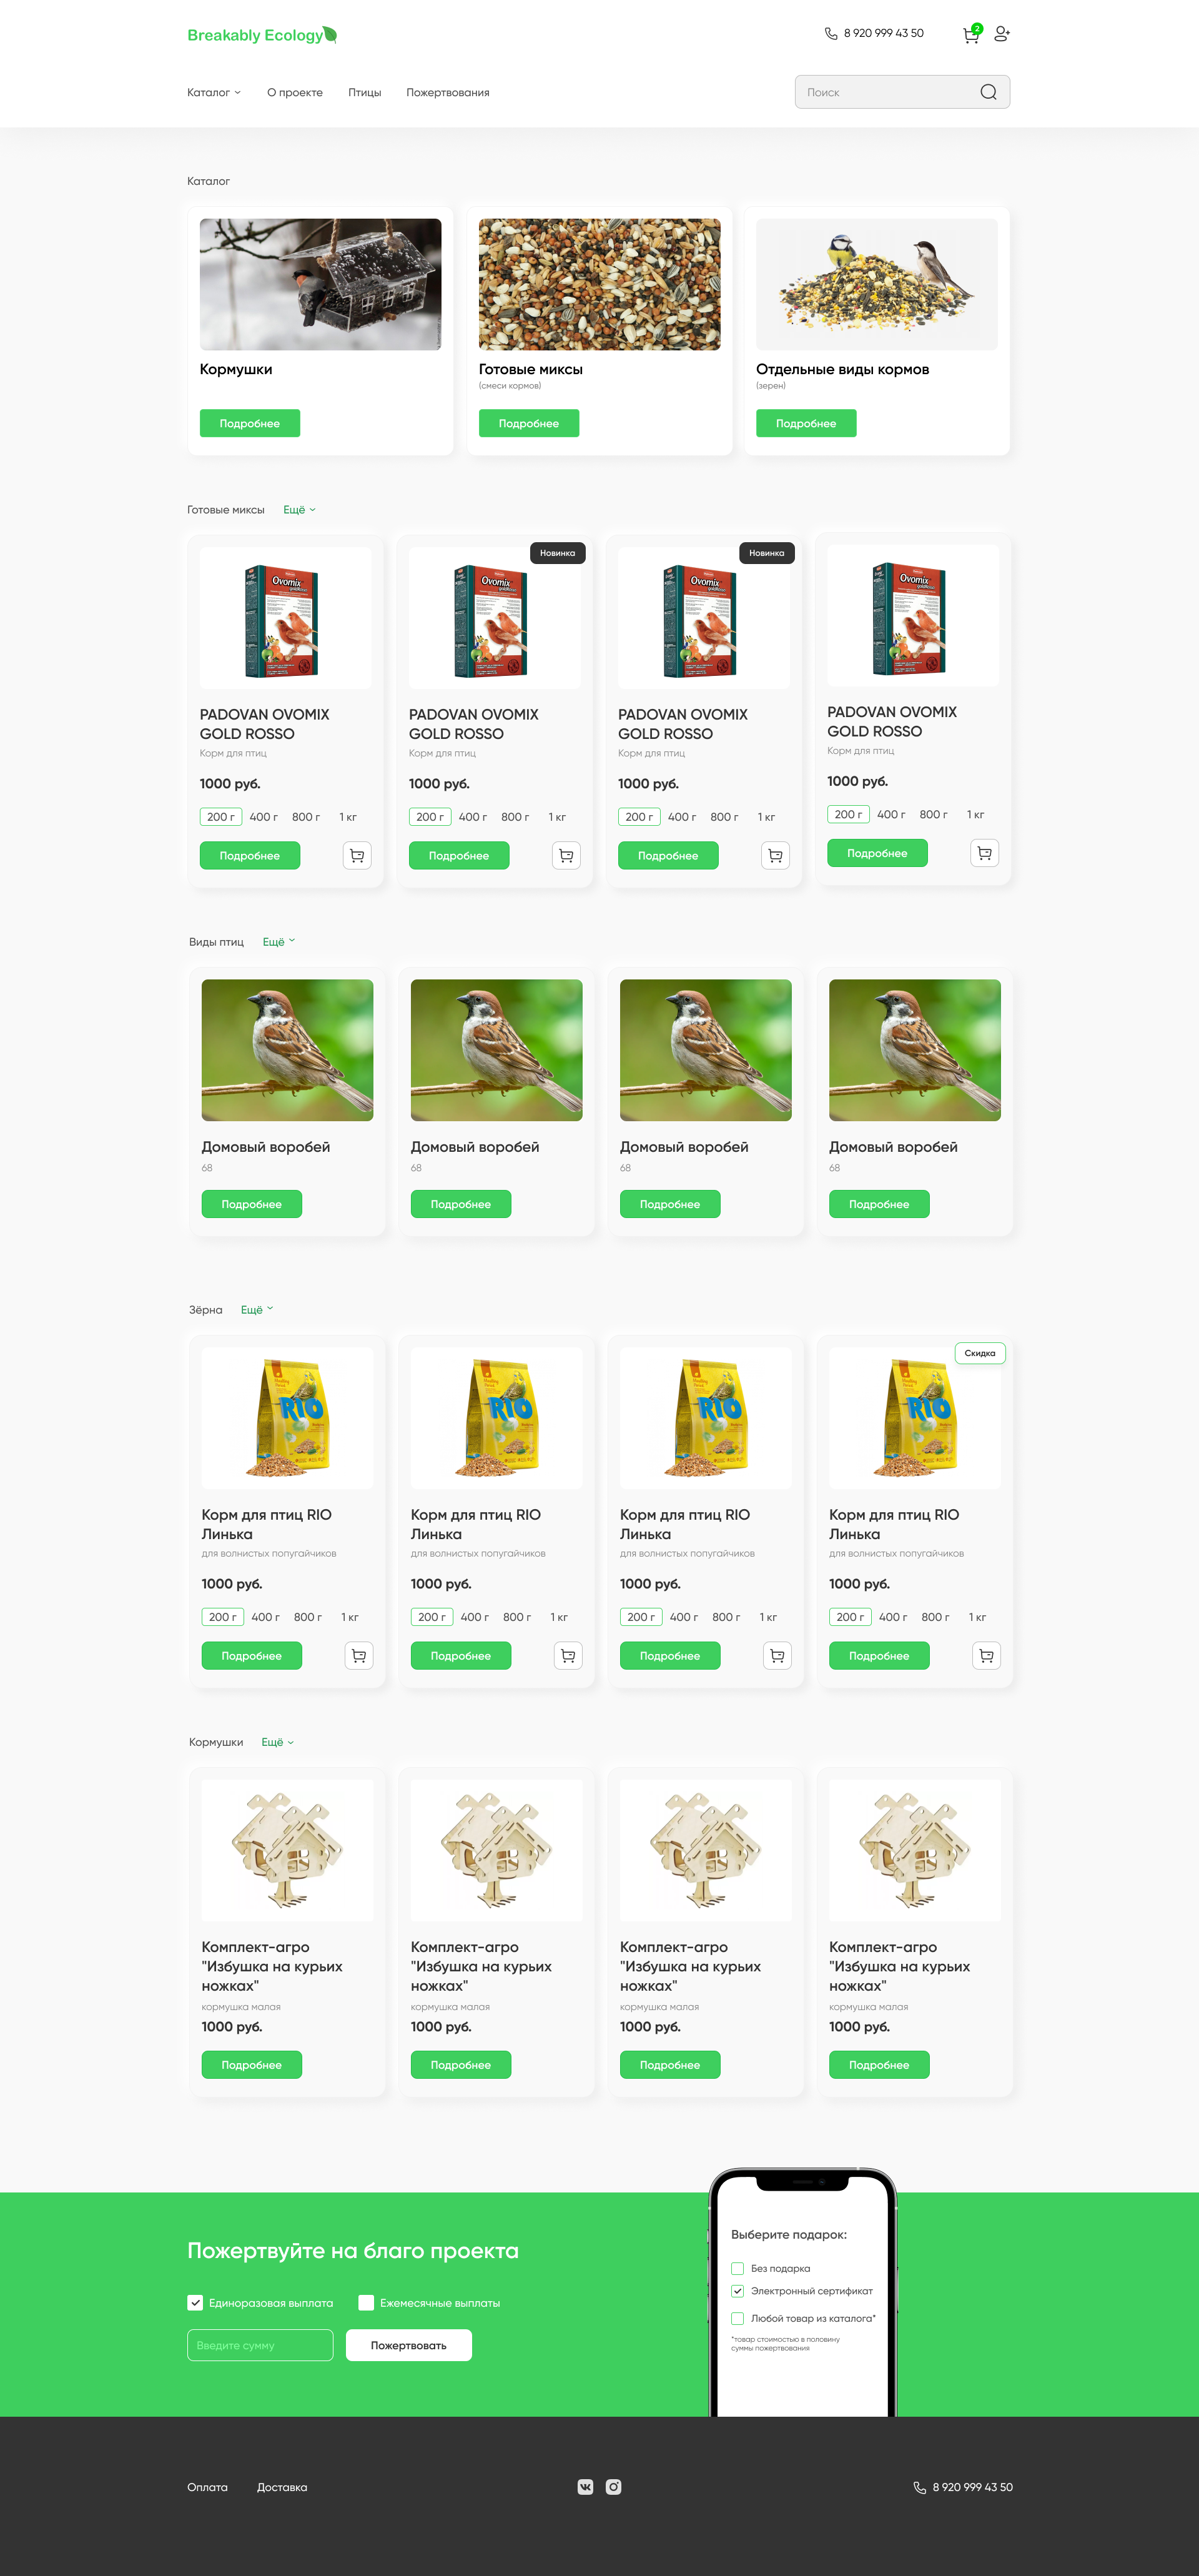 Breakably Ecology
8 920 999 43 50
2
Каталог
О проекте
Птицы
Пожертвования
Поиск
Каталог
Кормушки
Подробнее
Готовые миксы
(смеси кормов)
Подробнее
Отдельные виды кормов
(зерен)
Подробнее
Готовые миксы
Ещё
Ovomix
PADOVAN OVOMIX
GOLD ROSSO
Корм для птиц
1000 руб.
200 г 400 г 800 г 1 кг
Подробнее
Новинка
Ovomix
PADOVAN OVOMIX
GOLD ROSSO
Корм для птиц
1000 руб.
200 г 400 г 800 г 1 кг
Подробнее
Новинка
Ovomix
PADOVAN OVOMIX
GOLD ROSSO
Корм для птиц
1000 руб.
200 г 400 г 800 г 1 кг
Подробнее
Ovomix
PADOVAN OVOMIX
GOLD ROSSO
Корм для птиц
1000 руб.
200 г 400 г 800 г 1 кг
Подробнее
Виды птиц
Ещё
Домовый воробей
68
Подробнее
Домовый воробей
68
Подробнее
Домовый воробей
68
Подробнее
Домовый воробей
68
Подробнее
Зёрна
Ещё
RIO
Корм для птиц RIO
Линька
для волнистых попугайчиков
1000 руб.
200 г 400 г 800 г 1 кг
Подробнее
RIO
Корм для птиц RIO
Линька
для волнистых попугайчиков
1000 руб.
200 г 400 г 800 г 1 кг
Подробнее
RIO
Корм для птиц RIO
Линька
для волнистых попугайчиков
1000 руб.
200 г 400 г 800 г 1 кг
Подробнее
Скидка
RIO
Корм для птиц RIO
Линька
для волнистых попугайчиков
1000 руб.
200 г 400 г 800 г 1 кг
Подробнее
Кормушки
Ещё
Комплект-агро
"Избушка на курьих
ножках"
кормушка малая
1000 руб.
Подробнее
Комплект-агро
"Избушка на курьих
ножках"
кормушка малая
1000 руб.
Подробнее
Комплект-агро
"Избушка на курьих
ножках"
кормушка малая
1000 руб.
Подробнее
Комплект-агро
"Избушка на курьих
ножках"
кормушка малая
1000 руб.
Подробнее
Пожертвуйте на благо проекта
Единоразовая выплата
Ежемесячные выплаты
Введите сумму
Пожертвовать
Выберите подарок:
Без подарка
Электронный сертификат
Любой товар из каталога*
*товар стоимостью в половину
суммы пожертвования
Оплата
Доставка
8 920 999 43 50